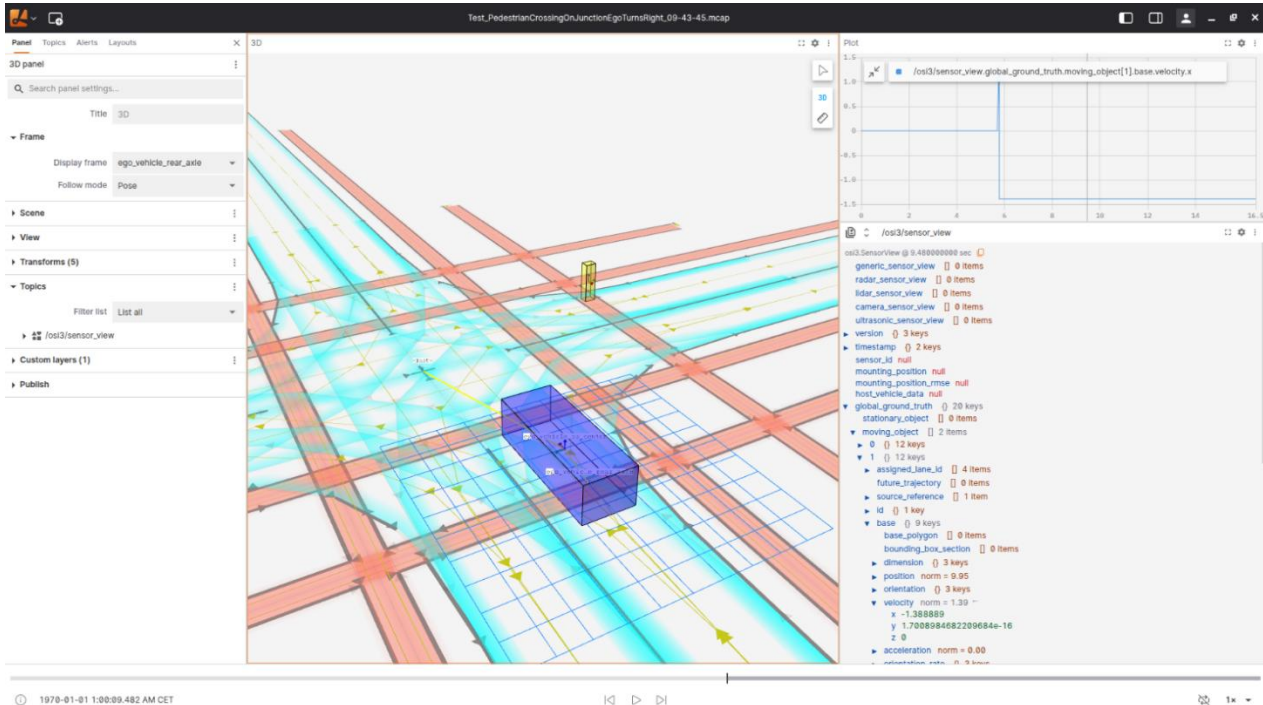 Test_PedestrianCrossingOnJunctionEgoTurnsRight_09-43-45.mcap
Panel Topics Alerts Layouts
3D panel
Search panel settings...
Title 3D
Frame
Display frame ego_vehicle_rear_axle
Follow mode Pose
Scene
View
Transforms (5)
Topics
Filter list List all
/osi3/sensor_view
Custom layers (1)
Publish
3D
3D
Plot
/osi3/sensor_view.global_ground_truth.moving_object[1].base.velocity.x
1.5
1.0
0.5
0
-0.5
-1.0
-1.5
0 2 4 6 8 10 12 14
/osi3/sensor_view
osi3.SensorView @ 9.480000000 sec
generic_sensor_view [] 0 items
radar_sensor_view [] 0 items
lidar_sensor_view [] 0 items
camera_sensor_view [] 0 items
ultrasonic_sensor_view [] 0 items
version {} 3 keys
timestamp {} 2 keys
sensor_id null
mounting_position null
mounting_position_rmse null
host_vehicle_data null
global_ground_truth {} 20 keys
stationary_object [] 0 items
moving_object [] 2 items
0 {} 12 keys
1 {} 12 keys
assigned_lane_id [] 4 items
future_trajectory [] 0 items
source_reference [] 1 item
id {} 1 key
base {} 9 keys
base_polygon [] 0 items
bounding_box_section [] 0 items
dimension {} 3 keys
position norm = 9.95
orientation {} 3 keys
velocity norm = 1.39
x -1.388889
y 1.7008984682209684e-16
z 0
acceleration norm = 0.00
orientation_rate {} 3 keys
1970-01-01 1:00:09.482 AM CET
1x